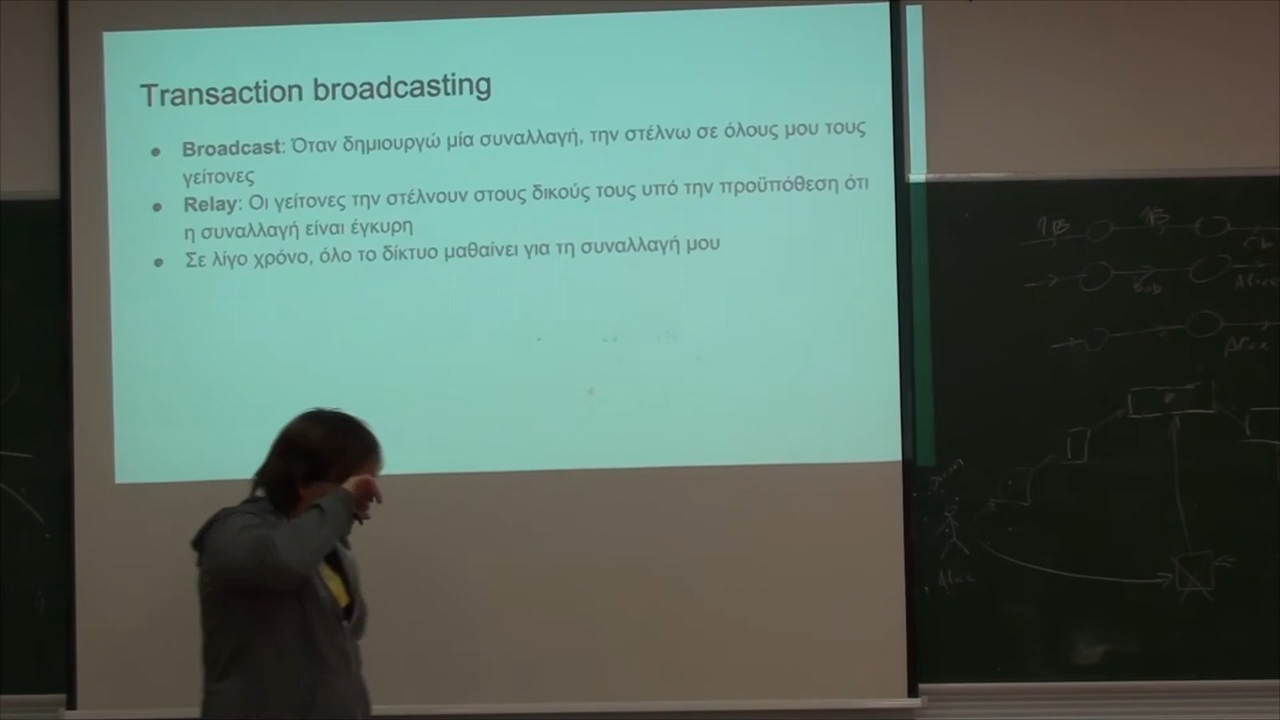 Transaction broadcasting
● Broadcast: Όταν δημιουργώ μία συναλλαγή, την στέλνω σε όλους μου τους
γείτονες
● Relay: Οι γείτονες την στέλνουν στους δικούς τους υπό την προϋπόθεση ότι
η συναλλαγή είναι έγκυρη
● Σε λίγο χρόνο, όλο το δίκτυο μαθαίνει για τη συναλλαγή μου
Alice